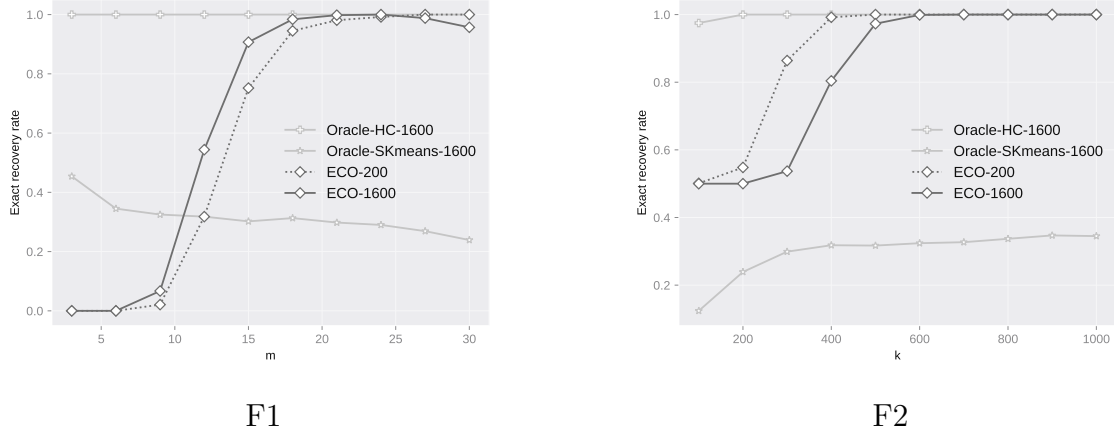 1.0
0.8
0.6
0.4
0.2
0.0
Exact recovery rate
Oracle-HC-1600
Oracle-SKmeans-1600
ECO-200
ECO-1600
5 10 15 20 25 30
m
F1
1.0
0.8
0.6
0.4
0.2
Exact recovery rate
Oracle-HC-1600
Oracle-SKmeans-1600
ECO-200
ECO-1600
200 400 600 800 1000
k
F2